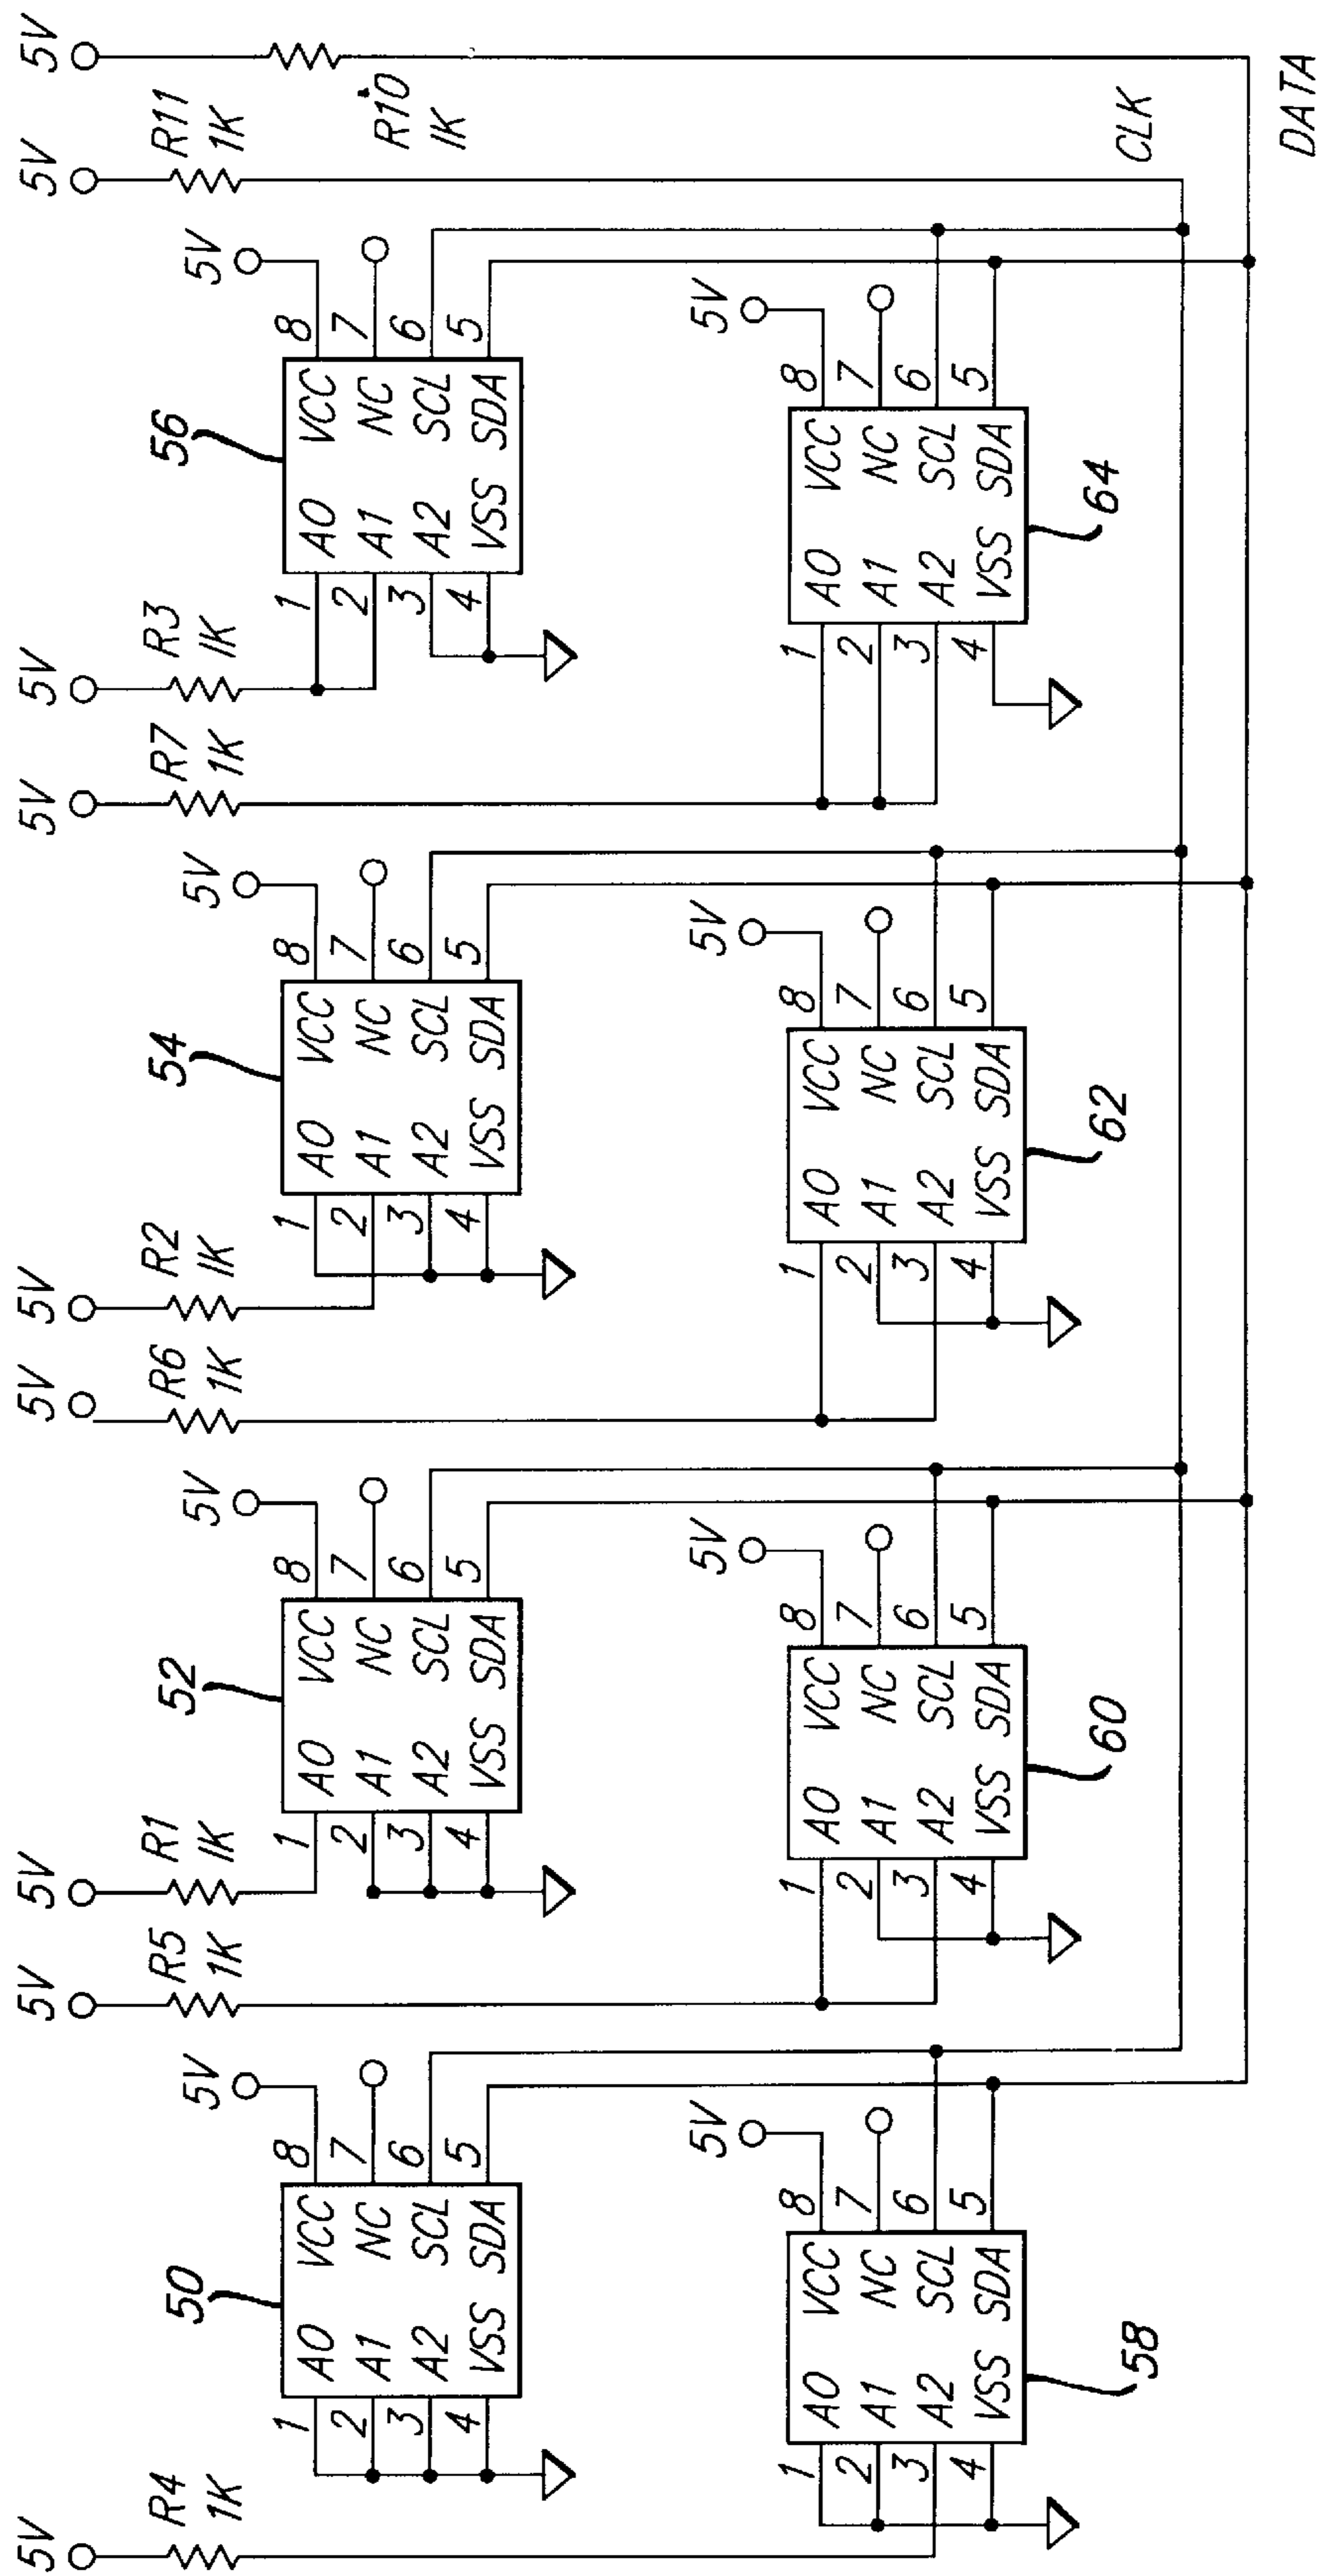 5V
R4
1K
50
5V
A0 VCC
A1 NC
A2 SCL
VSS SDA
1
2
3
4
8
7
6
5
5V
R5
1K
5V
R1
1K
52
5V
A0 VCC
A1 NC
A2 SCL
VSS SDA
1
2
3
4
8
7
6
5
5V
R6
1K
5V
R2
1K
54
5V
A0 VCC
A1 NC
A2 SCL
VSS SDA
1
2
3
4
8
7
6
5
5V
R7
1K
5V
R3
1K
56
5V
A0 VCC
A1 NC
A2 SCL
VSS SDA
1
2
3
4
8
7
6
5
5V
R11
1K
5V
R10
1K
5V
A0 VCC
A1 NC
A2 SCL
VSS SDA
1
2
3
4
8
7
6
5
58
5V
A0 VCC
A1 NC
A2 SCL
VSS SDA
1
2
3
4
8
7
6
5
60
5V
A0 VCC
A1 NC
A2 SCL
VSS SDA
1
2
3
4
8
7
6
5
62
5V
A0 VCC
A1 NC
A2 SCL
VSS SDA
1
2
3
4
8
7
6
5
64
CLK
DATA